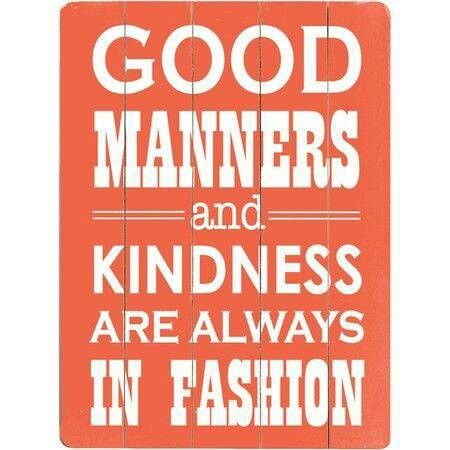 GOOD
MANNERS
and
KINDNESS
ARE ALWAYS
IN FASHION